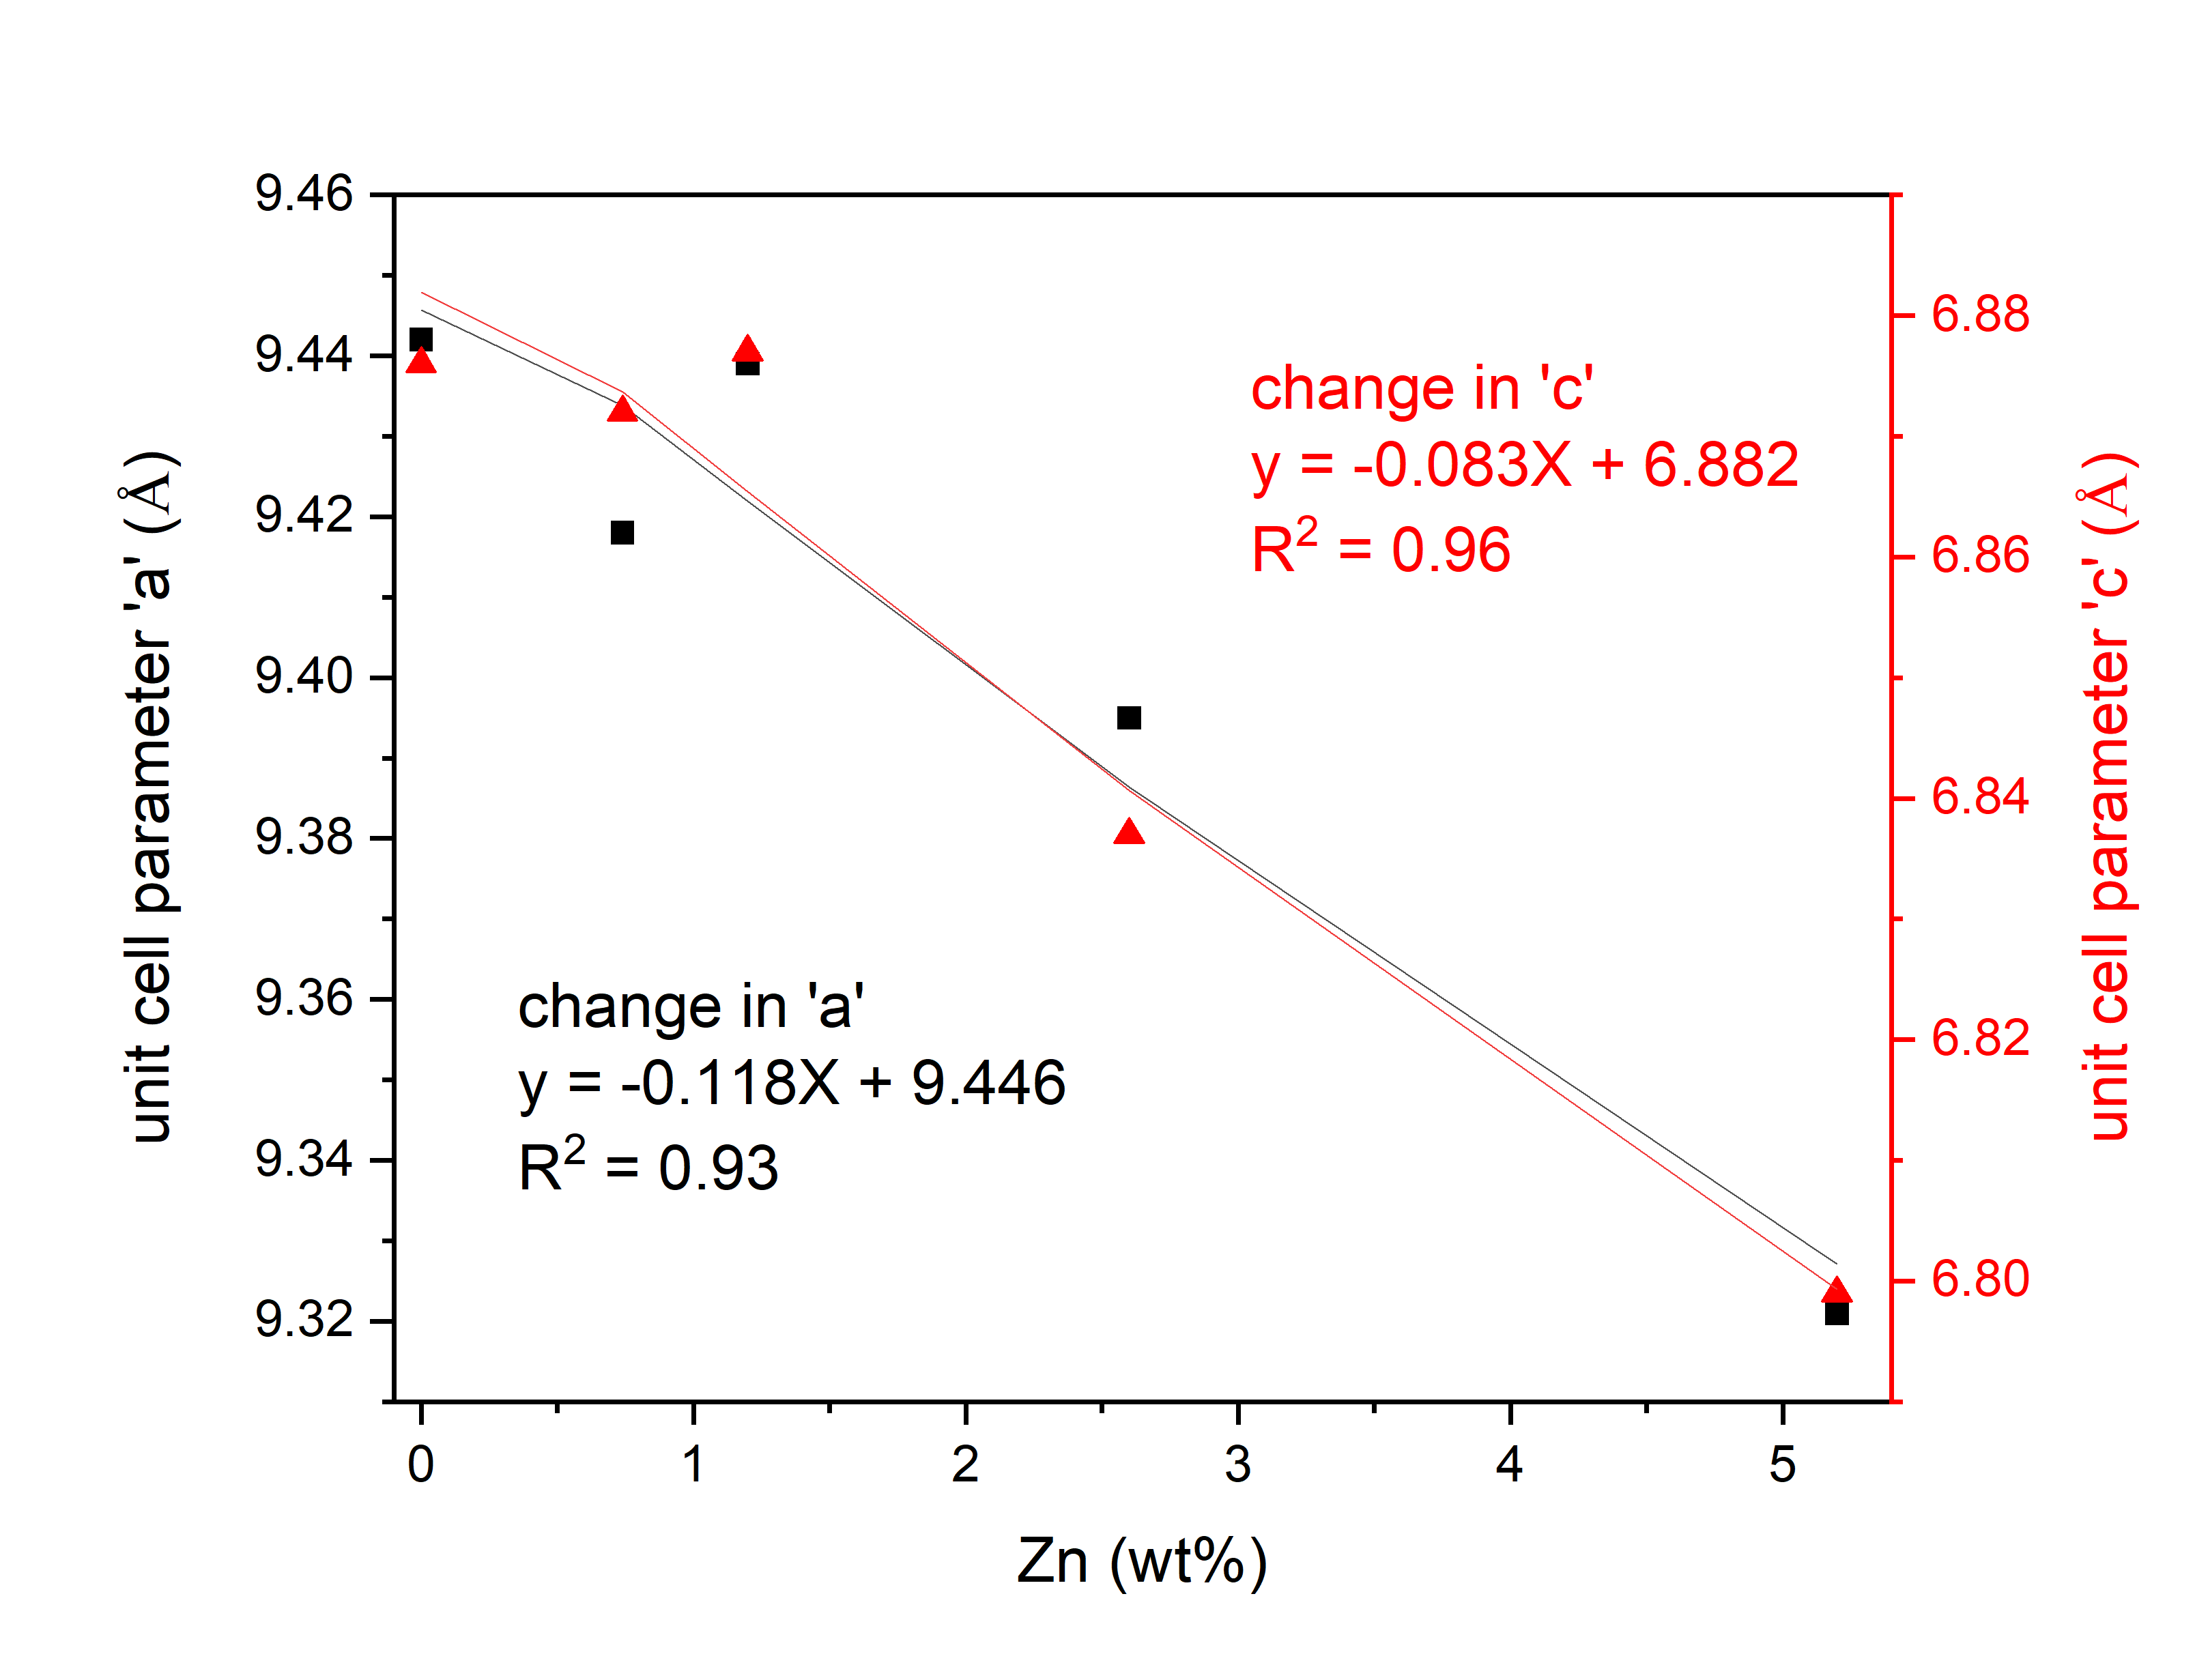 unit cell parameter 'a' (Å)
9.46
9.44
9.42
9.40
9.38
9.36
9.34
9.32
change in 'c'
y = -0.083X + 6.882
R² = 0.96
change in 'a'
y = -0.118X + 9.446
R² = 0.93
6.88
6.86
6.84
6.82
6.80
unit cell parameter 'c' (Å)
0 1 2 3 4 5
Zn (wt%)